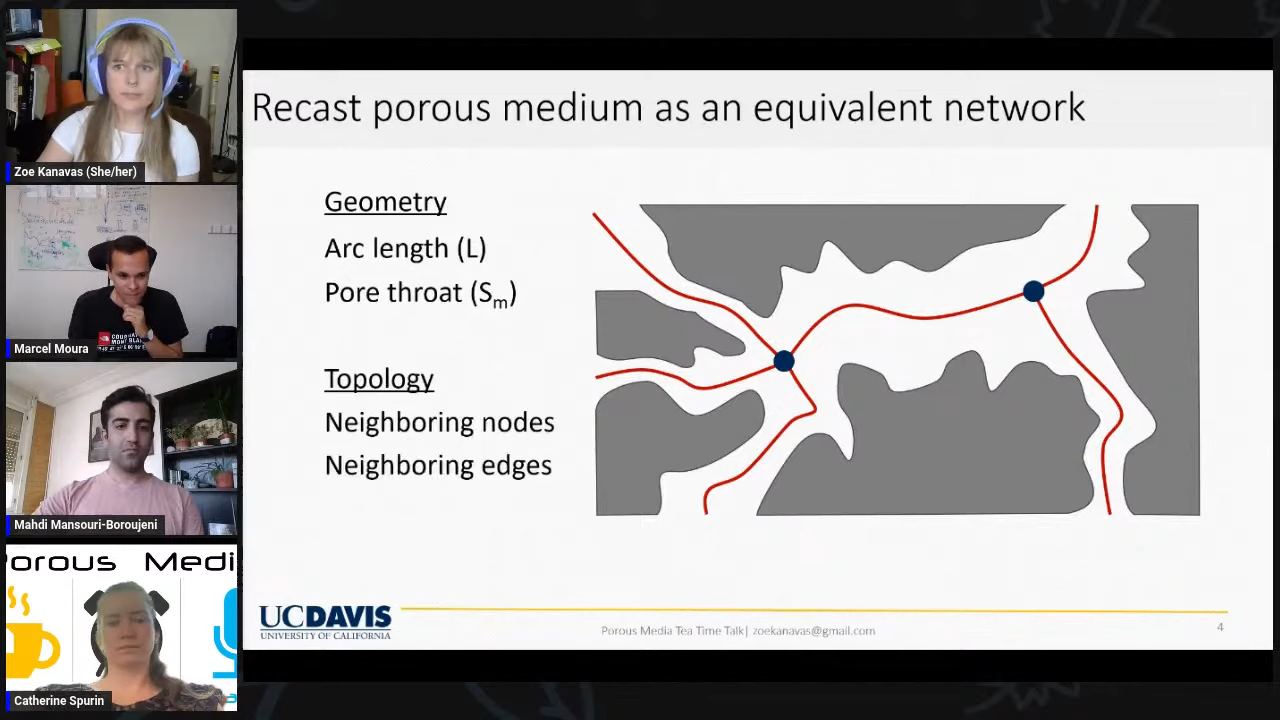 Zoe Kanavas (She/her)
Marcel Moura
Mahdi Mansouri-Boroujeni
Porous Medi
Catherine Spurin
Recast porous medium as an equivalent network
Geometry
Arc length (L)
Pore throat (Sm)
Topology
Neighboring nodes
Neighboring edges
UCDAVIS
UNIVERSITY OF CALIFORNIA
Porous Media Tea Time Talk| zoekanavas@gmail.com
4